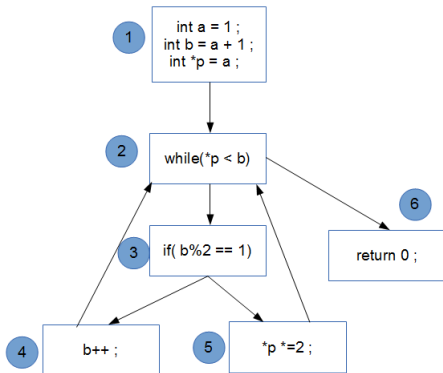 1
int a = 1 ;
int b = a + 1 ;
int *p = a ;
2
while(*p < b)
6
return 0 ;
3
if( b%2 == 1)
4
b++ ;
5
*p *=2 ;